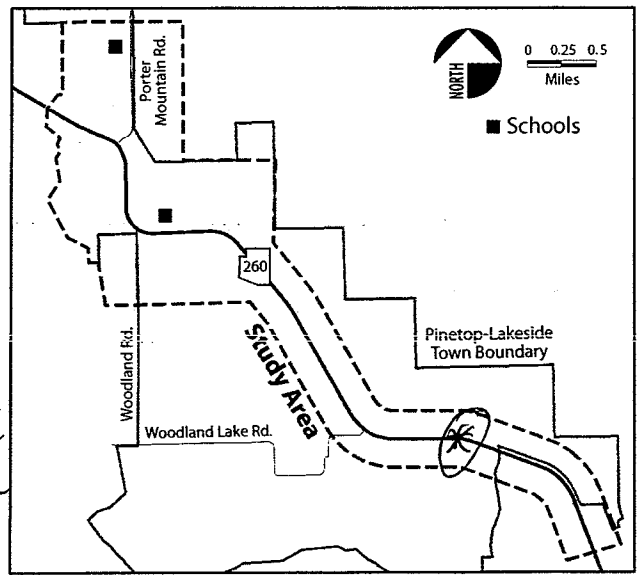 Porter
Mountain Rd.
NORTH
0 0.25 0.5
Miles
Schools
260
Pinetop-Lakeside
Town Boundary
Study Area
Woodland Rd.
Woodland Lake Rd.